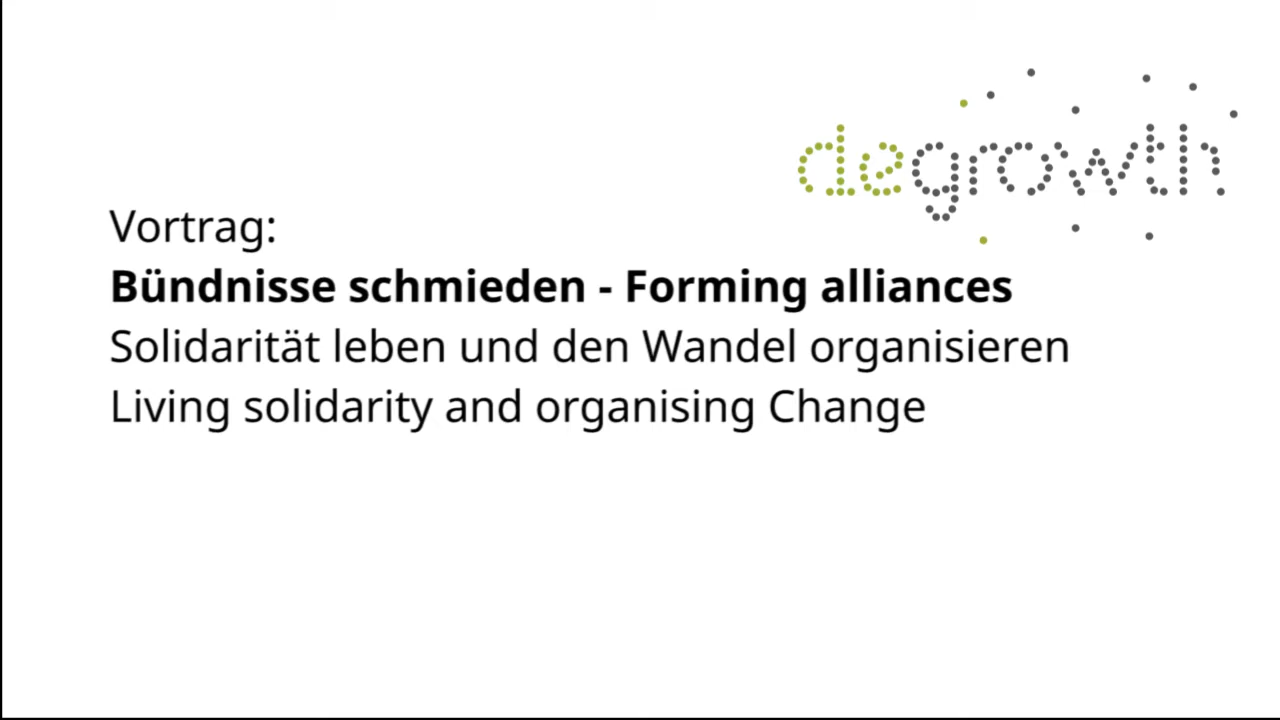 degrowth
Vortrag:
Bündnisse schmieden - Forming alliances
Solidarität leben und den Wandel organisieren
Living solidarity and organising Change